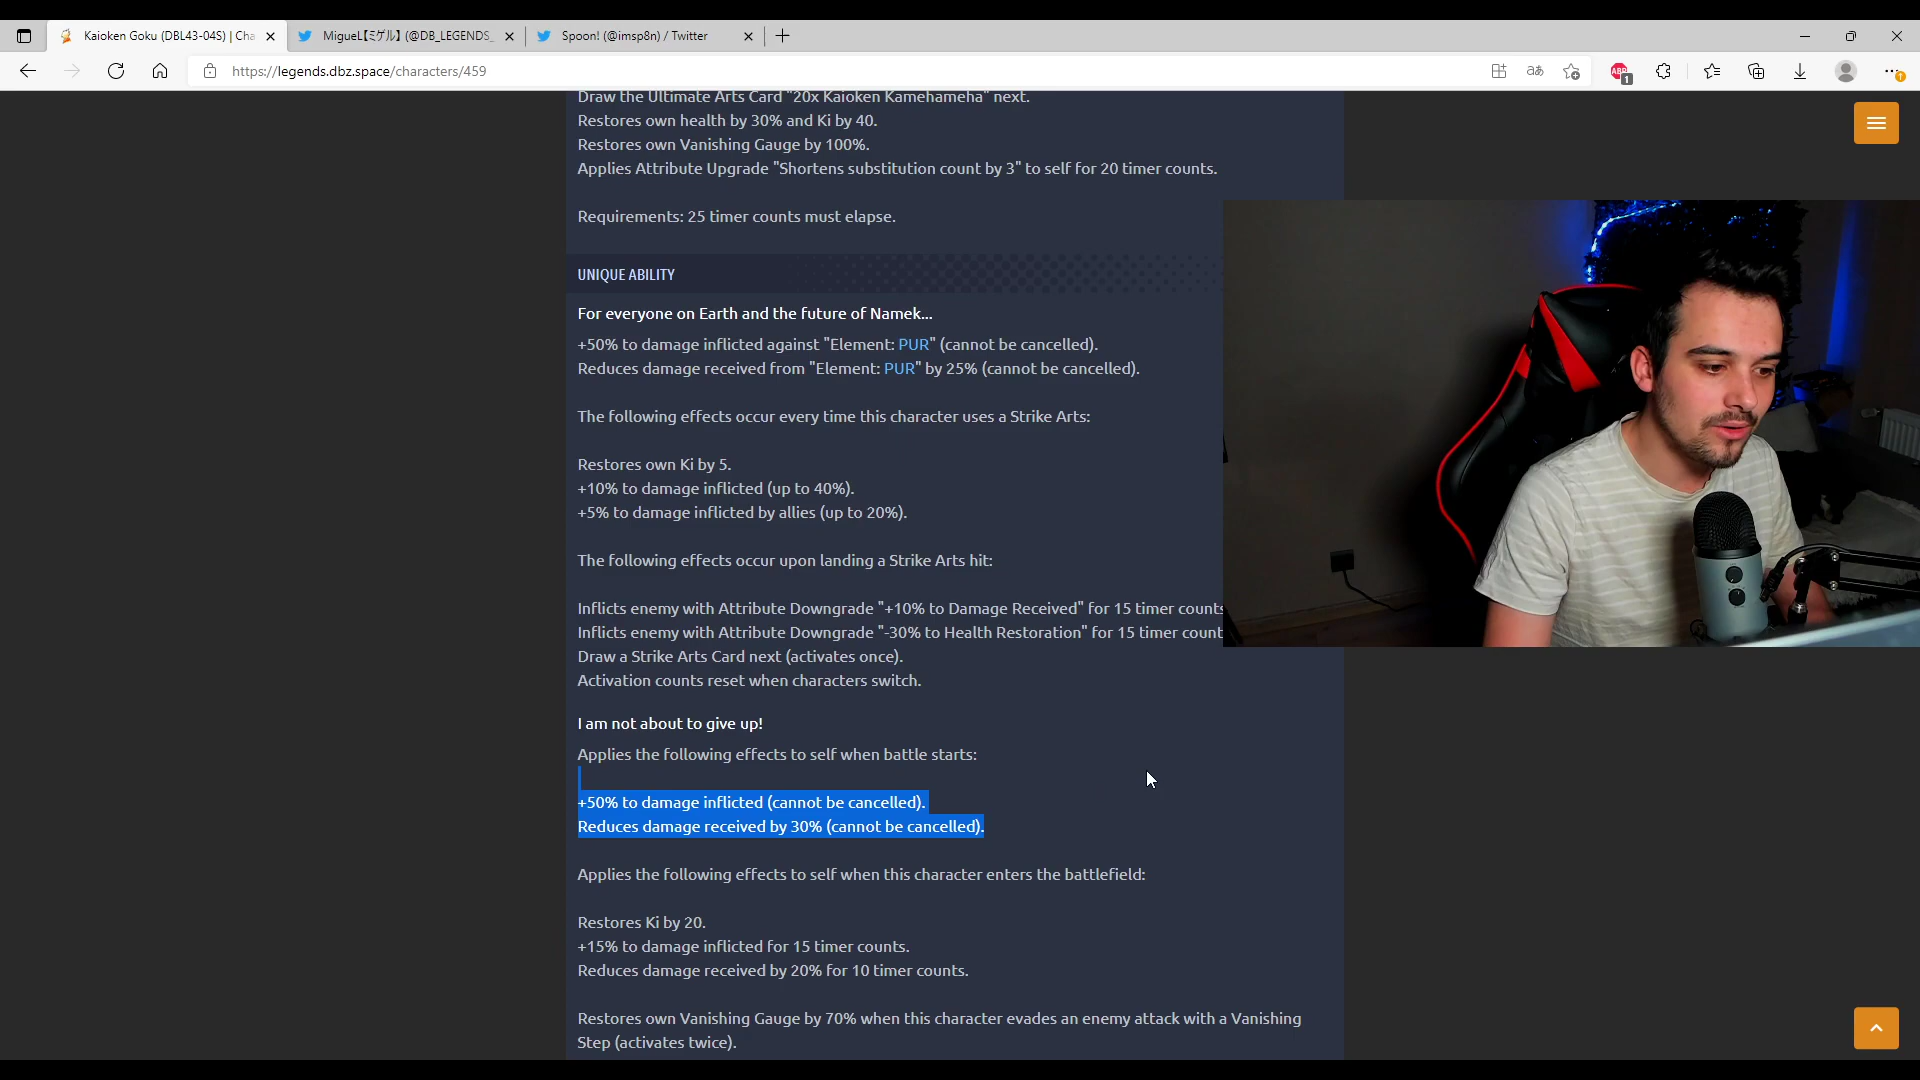 Kaioken Goku (DBL43-04S) | Cha
MigueL【ミゲル】(@DB_LEGENDS_
Spoon! (@imsp8n) / Twitter
https://legends.dbz.space/characters/459
ABP
1
Draw the Ultimate Arts Card "20x Kaioken Kamehameha" next.
Restores own health by 30% and Ki by 40.
Restores own Vanishing Gauge by 100%.
Applies Attribute Upgrade "Shortens substitution count by 3" to self for 20 timer counts.
Requirements: 25 timer counts must elapse.
UNIQUE ABILITY
For everyone on Earth and the future of Namek...
+50% to damage inflicted against "Element: PUR" (cannot be cancelled).
Reduces damage received from "Element: PUR" by 25% (cannot be cancelled).
The following effects occur every time this character uses a Strike Arts:
Restores own Ki by 5.
+10% to damage inflicted (up to 40%).
+5% to damage inflicted by allies (up to 20%).
The following effects occur upon landing a Strike Arts hit:
Inflicts enemy with Attribute Downgrade "+10% to Damage Received" for 15 timer counts
Inflicts enemy with Attribute Downgrade "-30% to Health Restoration" for 15 timer count
Draw a Strike Arts Card next (activates once).
Activation counts reset when characters switch.
I am not about to give up!
Applies the following effects to self when battle starts:
+50% to damage inflicted (cannot be cancelled).
Reduces damage received by 30% (cannot be cancelled).
Applies the following effects to self when this character enters the battlefield:
Restores Ki by 20.
+15% to damage inflicted for 15 timer counts.
Reduces damage received by 20% for 10 timer counts.
Restores own Vanishing Gauge by 70% when this character evades an enemy attack with a Vanishing
Step (activates twice).